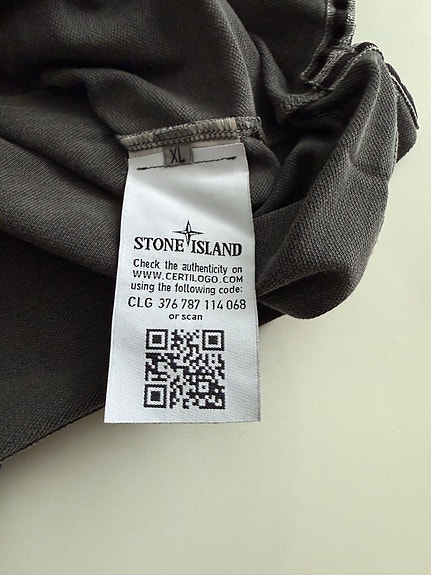 XL
STONE ISLAND
Check the authenticity on
WWW.CERTILOGO.COM
using the following code:
CLG 376 787 114 068
or scan